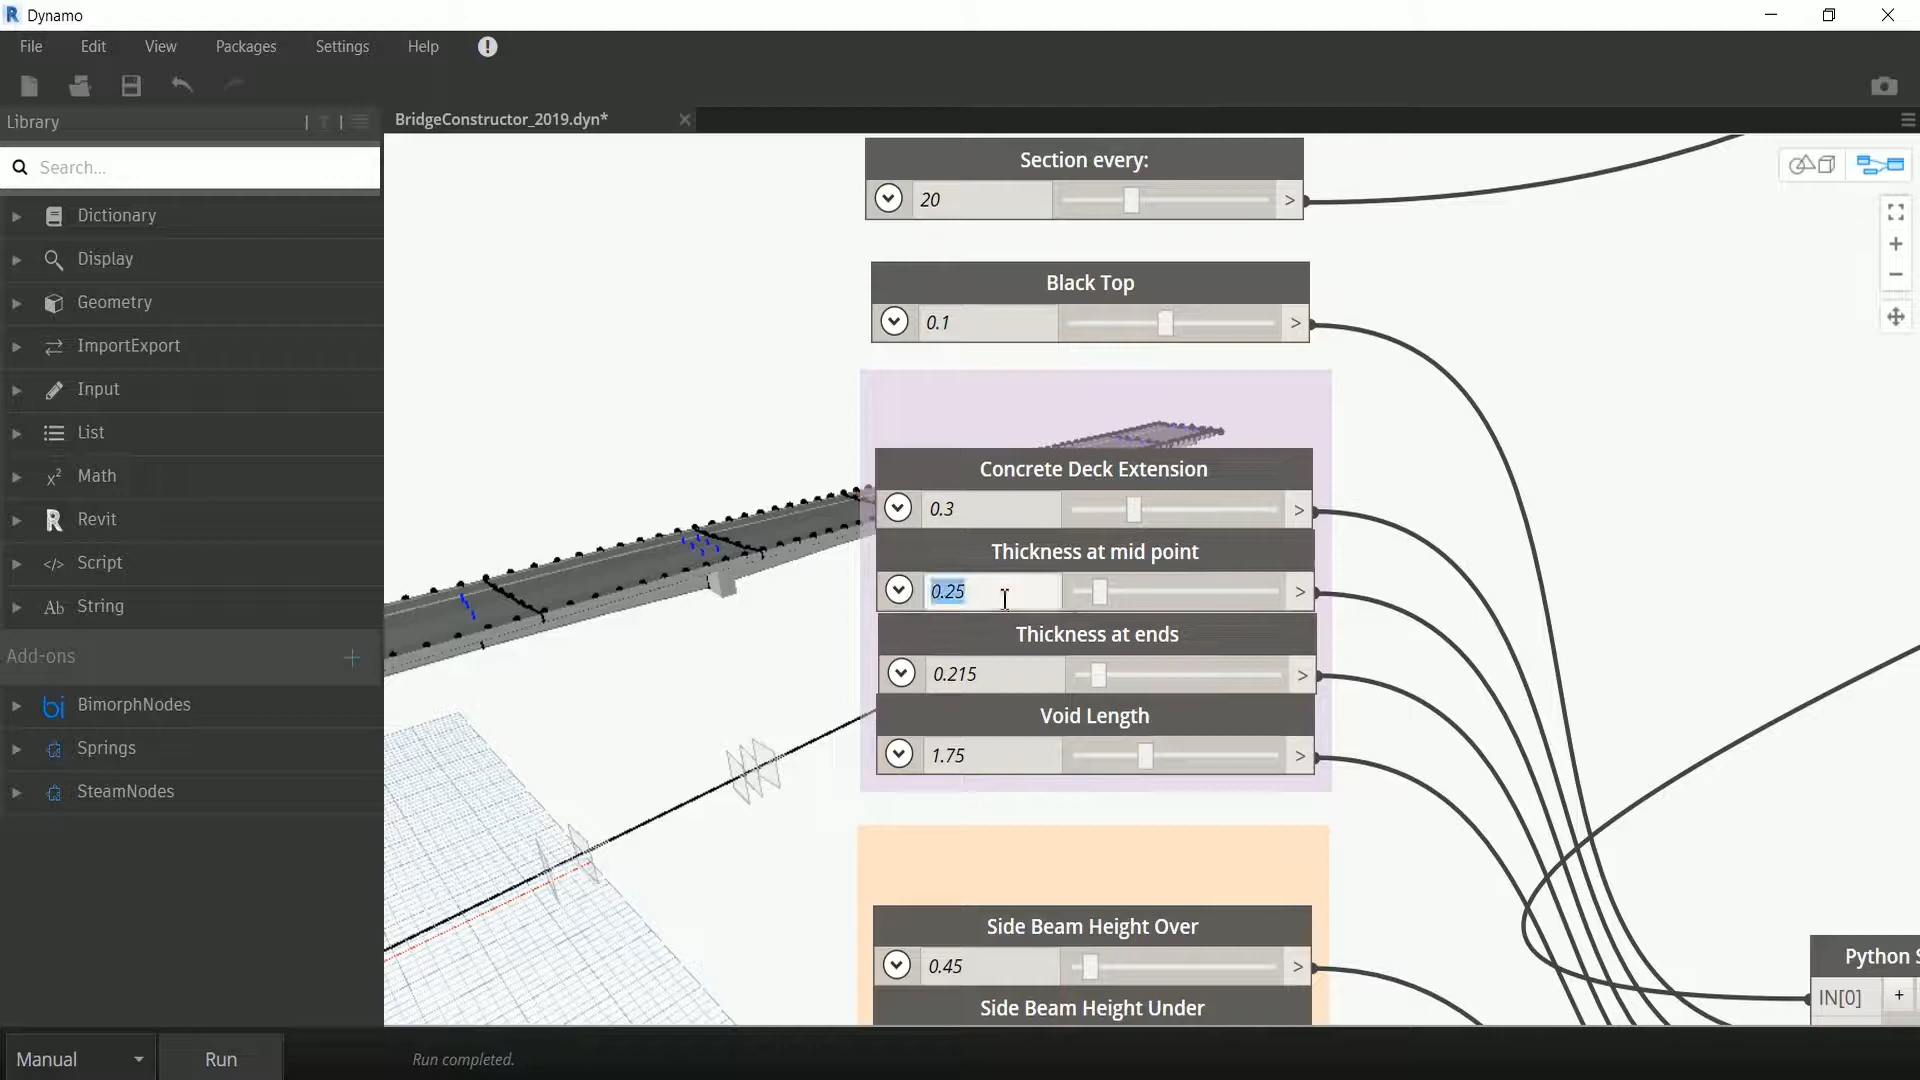 Dynamo
File Edit View Packages Settings Help
Library
BridgeConstructor_2019.dyn*
Search...
Dictionary
Display
Geometry
ImportExport
Input
List
Math
Revit
Script
String
Add-ons
BimorphNodes
Springs
SteamNodes
Section every:
20 >
Black Top
0.1 >
Concrete Deck Extension
0.3 >
Thickness at mid point
0.25 >
Thickness at ends
0.215 >
Void Length
1.75 >
Side Beam Height Over
0.45 >
Side Beam Height Under
Python S
IN[0] +
Manual Run Run completed.